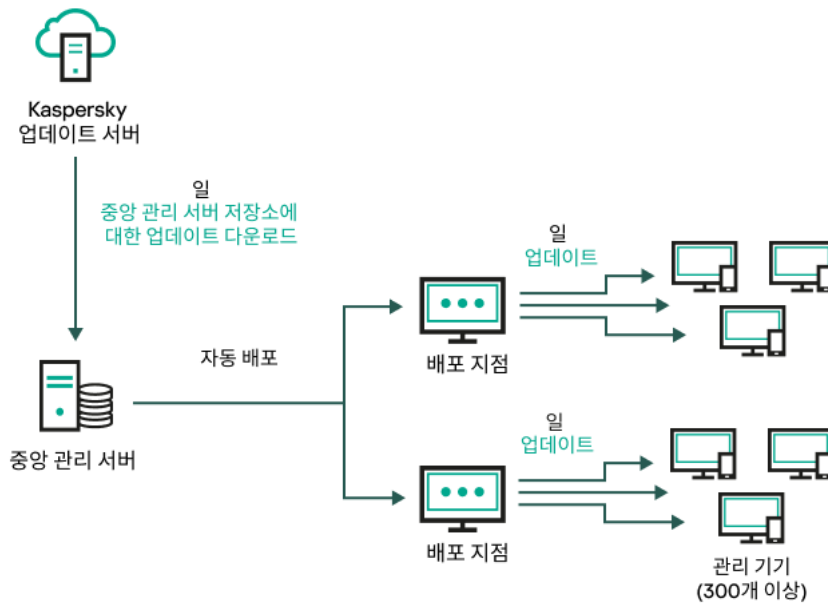 Kaspersky
업데이트 서버
일
중앙 관리 서버 저장소에
대한 업데이트 다운로드
일
업데이트
자동 배포
배포 지점
중앙 관리 서버
일
업데이트
배포 지점
관리 기기
(300개 이상)